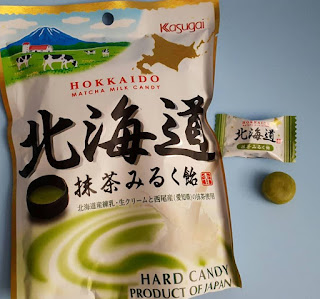 Kasugai
HOKKAIDO
MATCHA MILK CANDY
北海道
抹茶みるく飴
北海道産練乳・生クリームと西尾産(愛知県)の抹茶使用
HARD CANDY
PRODUCT OF JAPAN
HOKKAIDO
北海道
抹茶みるく飴